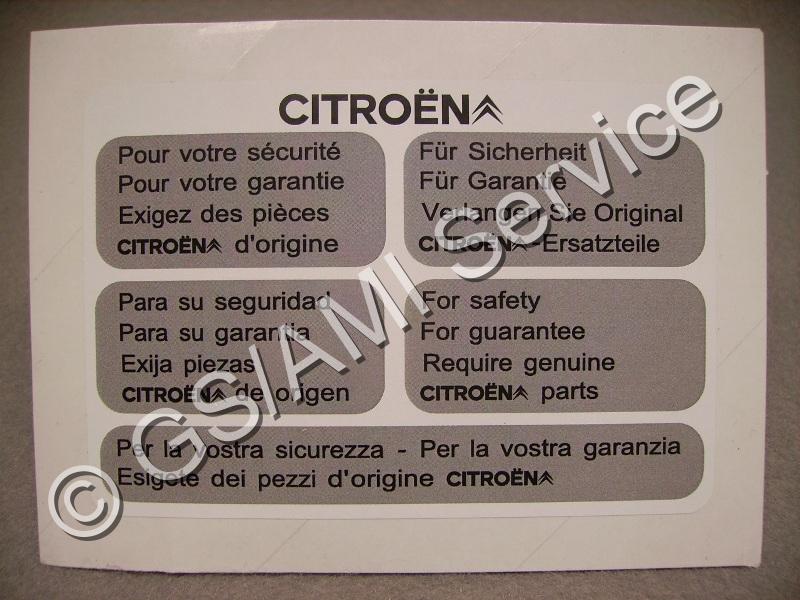 CITROËN
Pour votre sécurité
Pour votre garantie
Exigez des pièces
CITROËN d'origine
Für Sicherheit
Für Garantie
Verlangen Sie Original
CITROËN-Ersatzteile
Para su seguridad
Para su garantia
Exija piezas
CITROËN de origen
For safety
For guarantee
Require genuine
CITROËN parts
Per la vostra sicurezza - Per la vostra garanzia
Esigete dei pezzi d'origine CITROËN
© GS/AMI Service